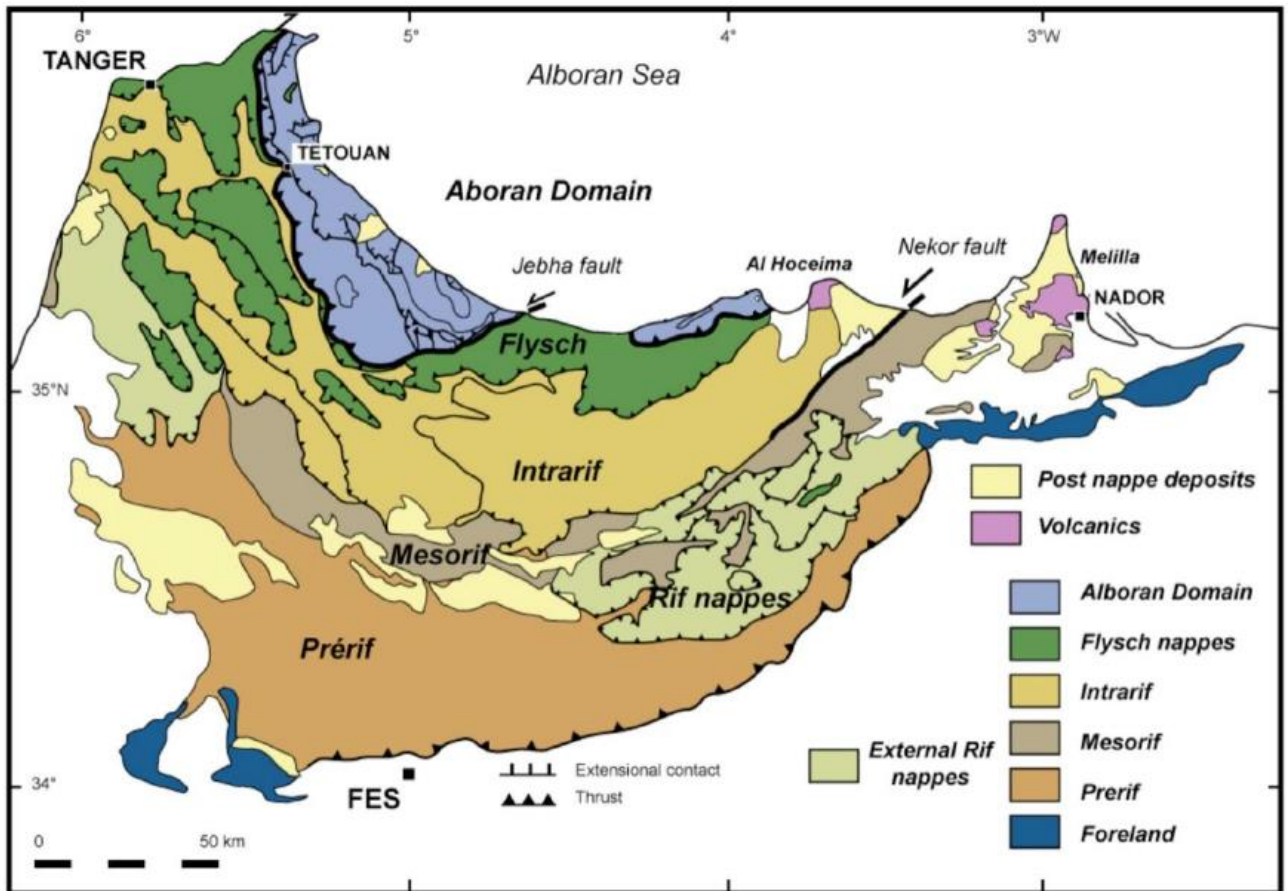 6°
5°
4°
3°W
TANGER
Alboran Sea
TETOUAN
Aboran Domain
Jebha fault
Al Hoceima
Nekor fault
Melilla
NADOR
Flysch
35°N
Intrarif
Mesorif
Rif nappes
Prérif
34°
FES
Extensional contact
Thrust
0
50 km
External Rif
nappes
Post nappe deposits
Volcanics
Alboran Domain
Flysch nappes
Intrarif
Mesorif
Prerif
Foreland